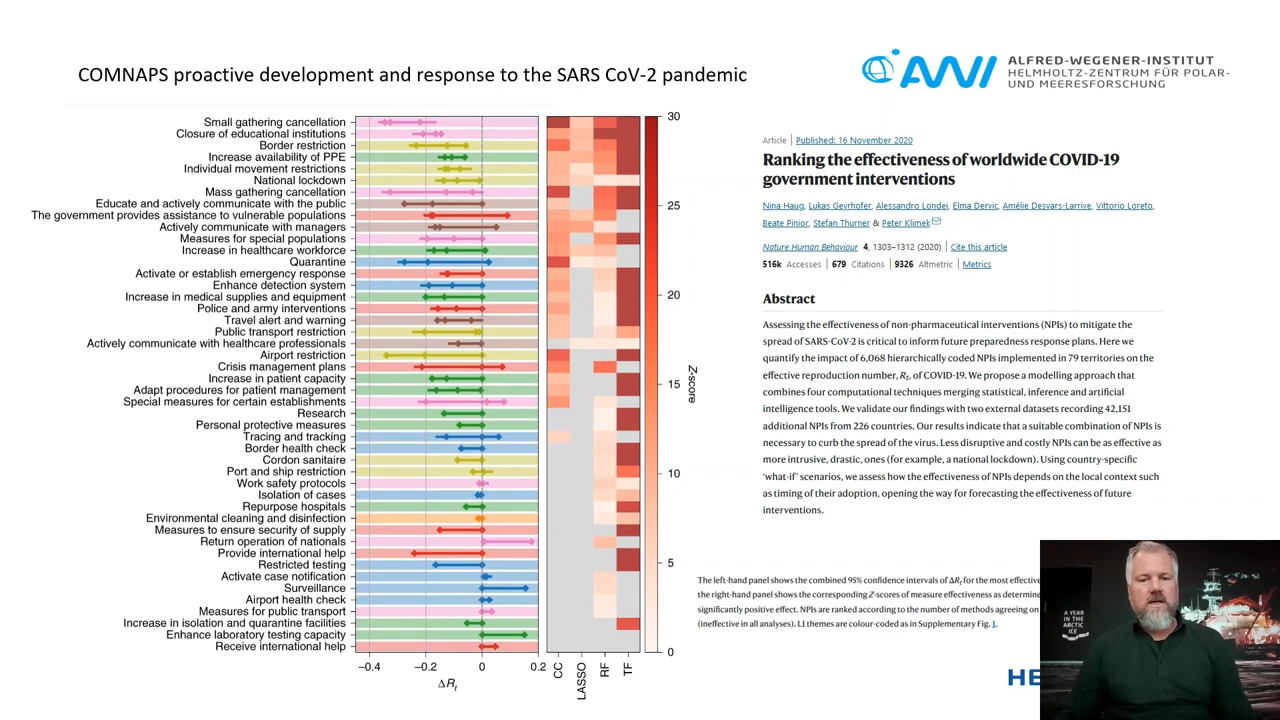 COMNAPS proactive development and response to the SARS CoV-2 pandemic
AWI
ALFRED-WEGENER-INSTITUT
HELMHOLTZ-ZENTRUM FÜR POLAR-
UND MEERESFORSCHUNG
Small gathering cancellation
Closure of educational institutions
Border restriction
Increase availability of PPE
Individual movement restrictions
National lockdown
Mass gathering cancellation
Educate and actively communicate with the public
The government provides assistance to vulnerable populations
Actively communicate with managers
Measures for special populations
Increase in healthcare workforce
Quarantine
Activate or establish emergency response
Enhance detection system
Increase in medical supplies and equipment
Police and army interventions
Travel alert and warning
Public transport restriction
Actively communicate with healthcare professionals
Airport restriction
Crisis management plans
Increase in patient capacity
Adapt procedures for patient management
Special measures for certain establishments
Research
Personal protective measures
Tracing and tracking
Border health check
Cordon sanitaire
Port and ship restriction
Work safety protocols
Isolation of cases
Repurpose hospitals
Environmental cleaning and disinfection
Measures to ensure security of supply
Return operation of nationals
Provide international help
Restricted testing
Activate case notification
Surveillance
Airport health check
Measures for public transport
Increase in isolation and quarantine facilities
Enhance laboratory testing capacity
Receive international help
−0.4 −0.2 0 0.2
ΔRt
CC
LASSO
RF
TF
30
25
20
15
10
5
0
Z-score
Article | Published: 16 November 2020
Ranking the effectiveness of worldwide COVID-19
government interventions
Nina Haug, Lukas Geyrhofer, Alessandro Londei, Elma Dervic, Amélie Desvars-Larrive, Vittorio Loreto,
Beate Pinior, Stefan Thurner & Peter Klimek
Nature Human Behaviour 4, 1303–1312 (2020) | Cite this article
516k Accesses | 679 Citations | 9326 Altmetric | Metrics
Abstract
Assessing the effectiveness of non-pharmaceutical interventions (NPIs) to mitigate the
spread of SARS-CoV-2 is critical to inform future preparedness response plans. Here we
quantify the impact of 6,068 hierarchically coded NPIs implemented in 79 territories on the
effective reproduction number, Rt, of COVID-19. We propose a modelling approach that
combines four computational techniques merging statistical, inference and artificial
intelligence tools. We validate our findings with two external datasets recording 42,151
additional NPIs from 226 countries. Our results indicate that a suitable combination of NPIs is
necessary to curb the spread of the virus. Less disruptive and costly NPIs can be as effective as
more intrusive, drastic, ones (for example, a national lockdown). Using country-specific
‘what-if’ scenarios, we assess how the effectiveness of NPIs depends on the local context such
as timing of their adoption, opening the way for forecasting the effectiveness of future
interventions.
The left-hand panel shows the combined 95% confidence intervals of ΔRt for the most effective
the right-hand panel shows the corresponding Z-scores of measure effectiveness as determine
significantly positive effect. NPIs are ranked according to the number of methods agreeing on
(ineffective in all analyses). L1 themes are colour-coded as in Supplementary Fig. 1.
HE
A YEAR
IN THE
ARCTIC
ICE